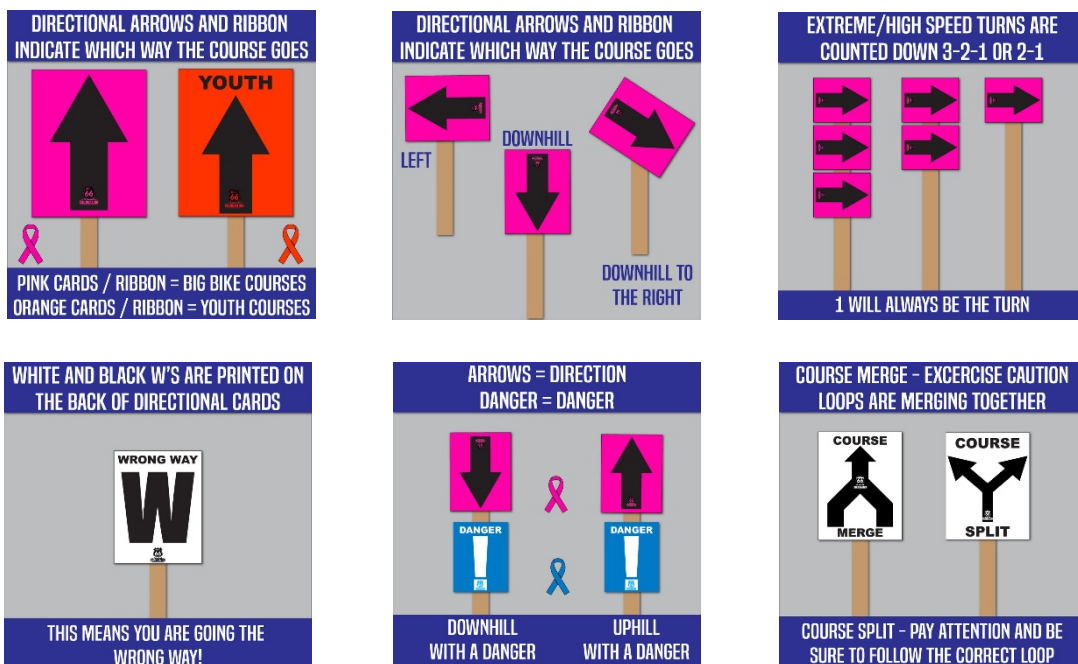 DIRECTIONAL ARROWS AND RIBBON
INDICATE WHICH WAY THE COURSE GOES
YOUTH
66
PINK CARDS / RIBBON = BIG BIKE COURSES
ORANGE CARDS / RIBBON = YOUTH COURSES
DIRECTIONAL ARROWS AND RIBBON
INDICATE WHICH WAY THE COURSE GOES
LEFT
DOWNHILL
DOWNHILL TO
THE RIGHT
EXTREME/HIGH SPEED TURNS ARE
COUNTED DOWN 3-2-1 OR 2-1
1 WILL ALWAYS BE THE TURN
WHITE AND BLACK W'S ARE PRINTED ON
THE BACK OF DIRECTIONAL CARDS
WRONG WAY
W
THIS MEANS YOU ARE GOING THE
WRONG WAY!
ARROWS = DIRECTION
DANGER = DANGER
DANGER
!
DANGER
!
DOWNHILL
WITH A DANGER
UPHILL
WITH A DANGER
COURSE MERGE - EXCERCISE CAUTION
LOOPS ARE MERGING TOGETHER
COURSE
MERGE
COURSE
SPLIT
COURSE SPLIT - PAY ATTENTION AND BE
SURE TO FOLLOW THE CORRECT LOOP